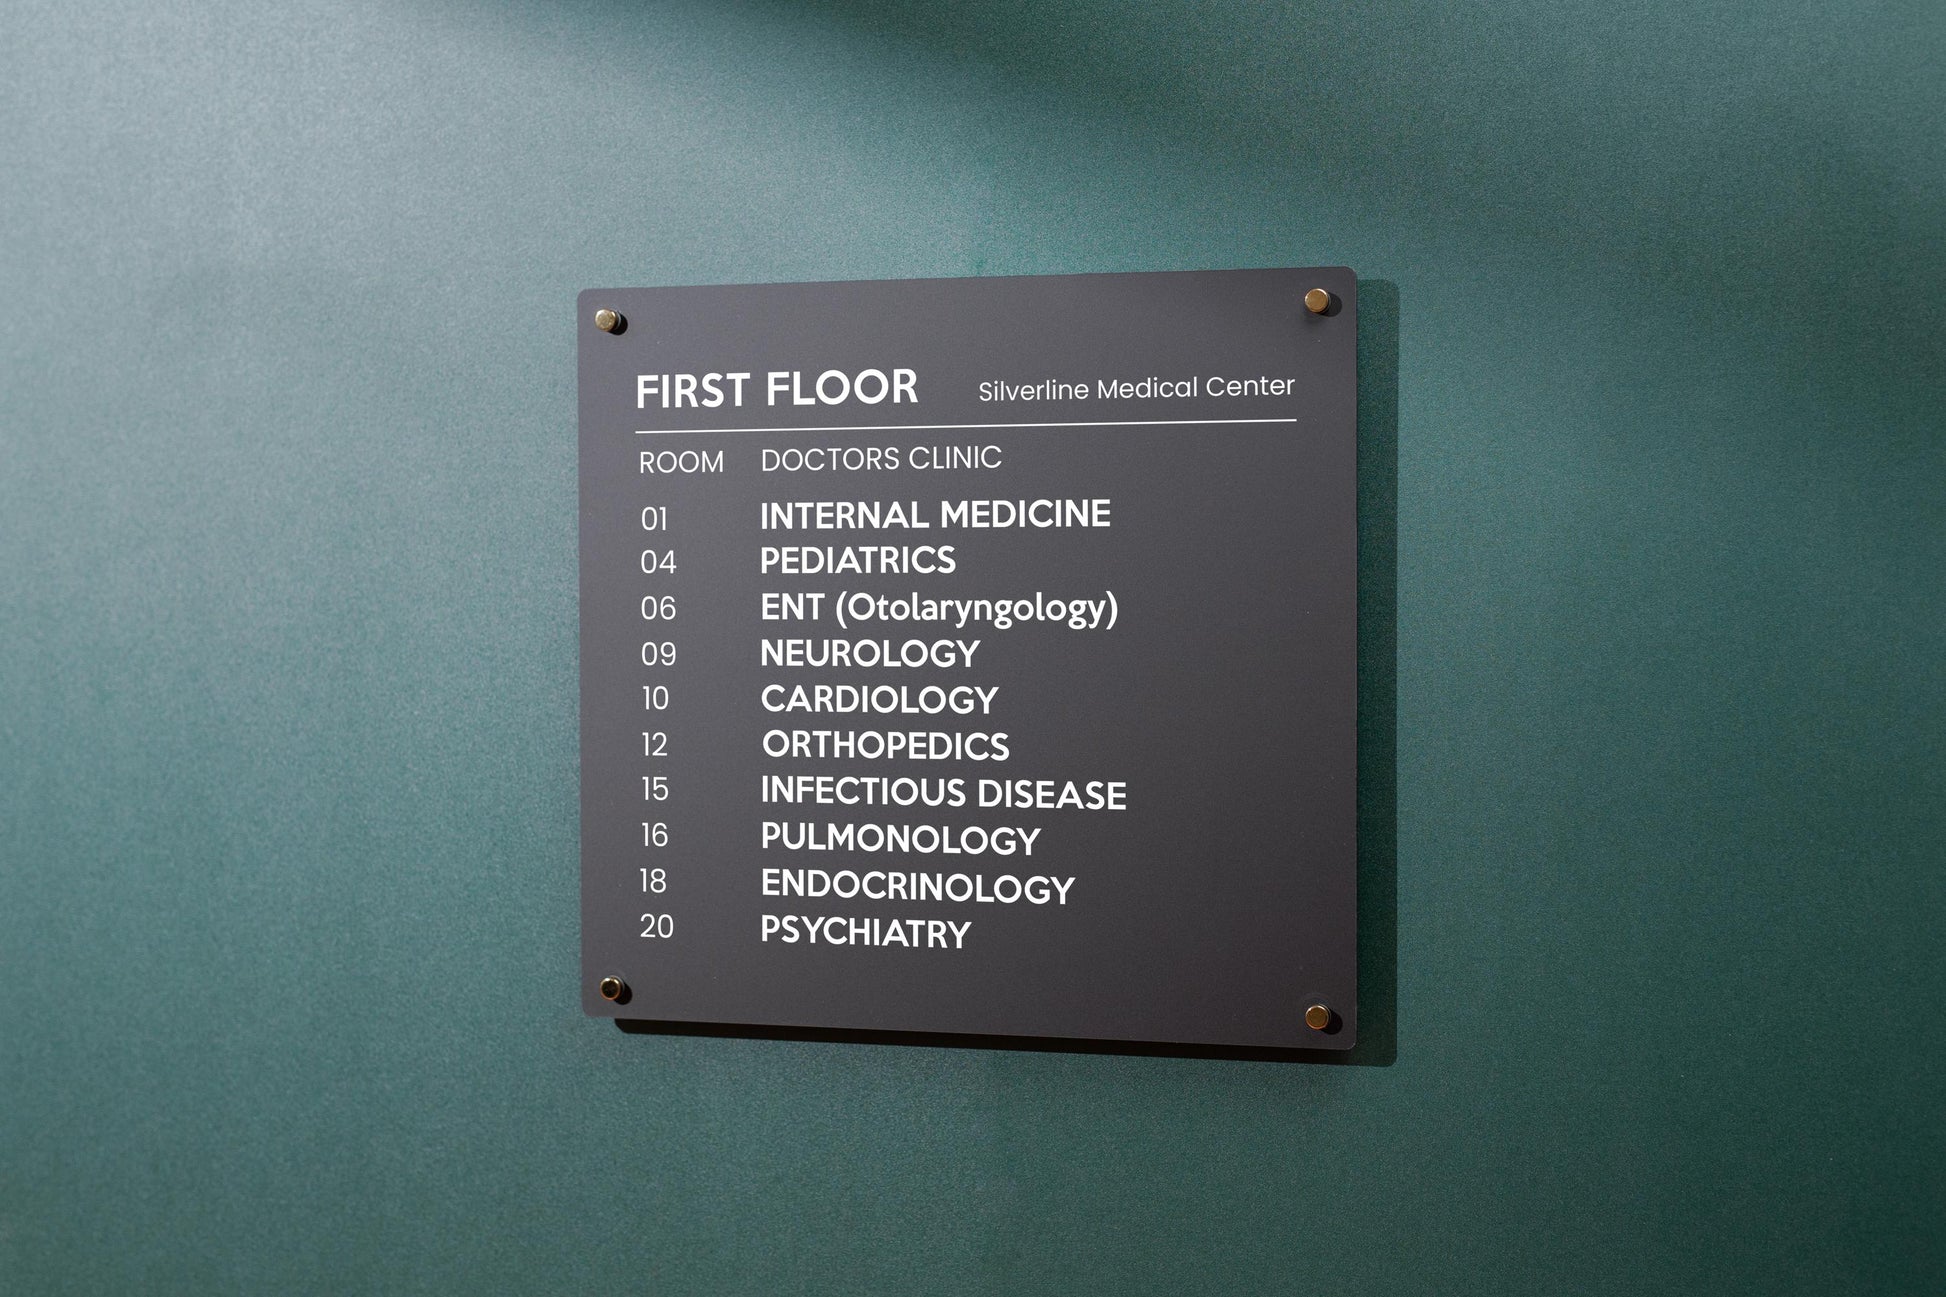 FIRST FLOOR Silverline Medical Center
ROOM DOCTORS CLINIC
01 INTERNAL MEDICINE
04 PEDIATRICS
06 ENT (Otolaryngology)
09 NEUROLOGY
10 CARDIOLOGY
12 ORTHOPEDICS
15 INFECTIOUS DISEASE
16 PULMONOLOGY
18 ENDOCRINOLOGY
20 PSYCHIATRY